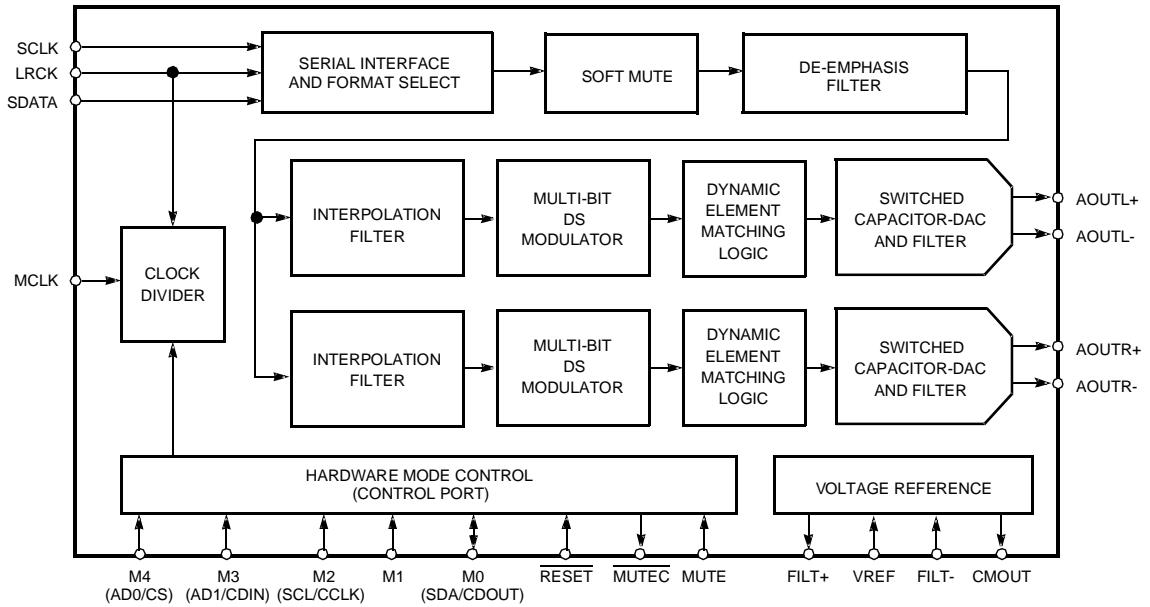 SCLK
LRCK
SDATA
SERIAL INTERFACE
AND FORMAT SELECT
SOFT MUTE
DE-EMPHASIS
FILTER
INTERPOLATION
FILTER
MULTI-BIT
DS
MODULATOR
DYNAMIC
ELEMENT
MATCHING
LOGIC
SWITCHED
CAPACITOR-DAC
AND FILTER
AOUTL+
AOUTL-
MCLK
CLOCK
DIVIDER
INTERPOLATION
FILTER
MULTI-BIT
DS
MODULATOR
DYNAMIC
ELEMENT
MATCHING
LOGIC
SWITCHED
CAPACITOR-DAC
AND FILTER
AOUTR+
AOUTR-
HARDWARE MODE CONTROL
(CONTROL PORT)
VOLTAGE REFERENCE
M4
(AD0/CS)
M3
(AD1/CDIN)
M2
(SCL/CCLK)
M1
M0
(SDA/CDOUT)
RESET
MUTEC
MUTE
FILT+
VREF
FILT-
CMOUT